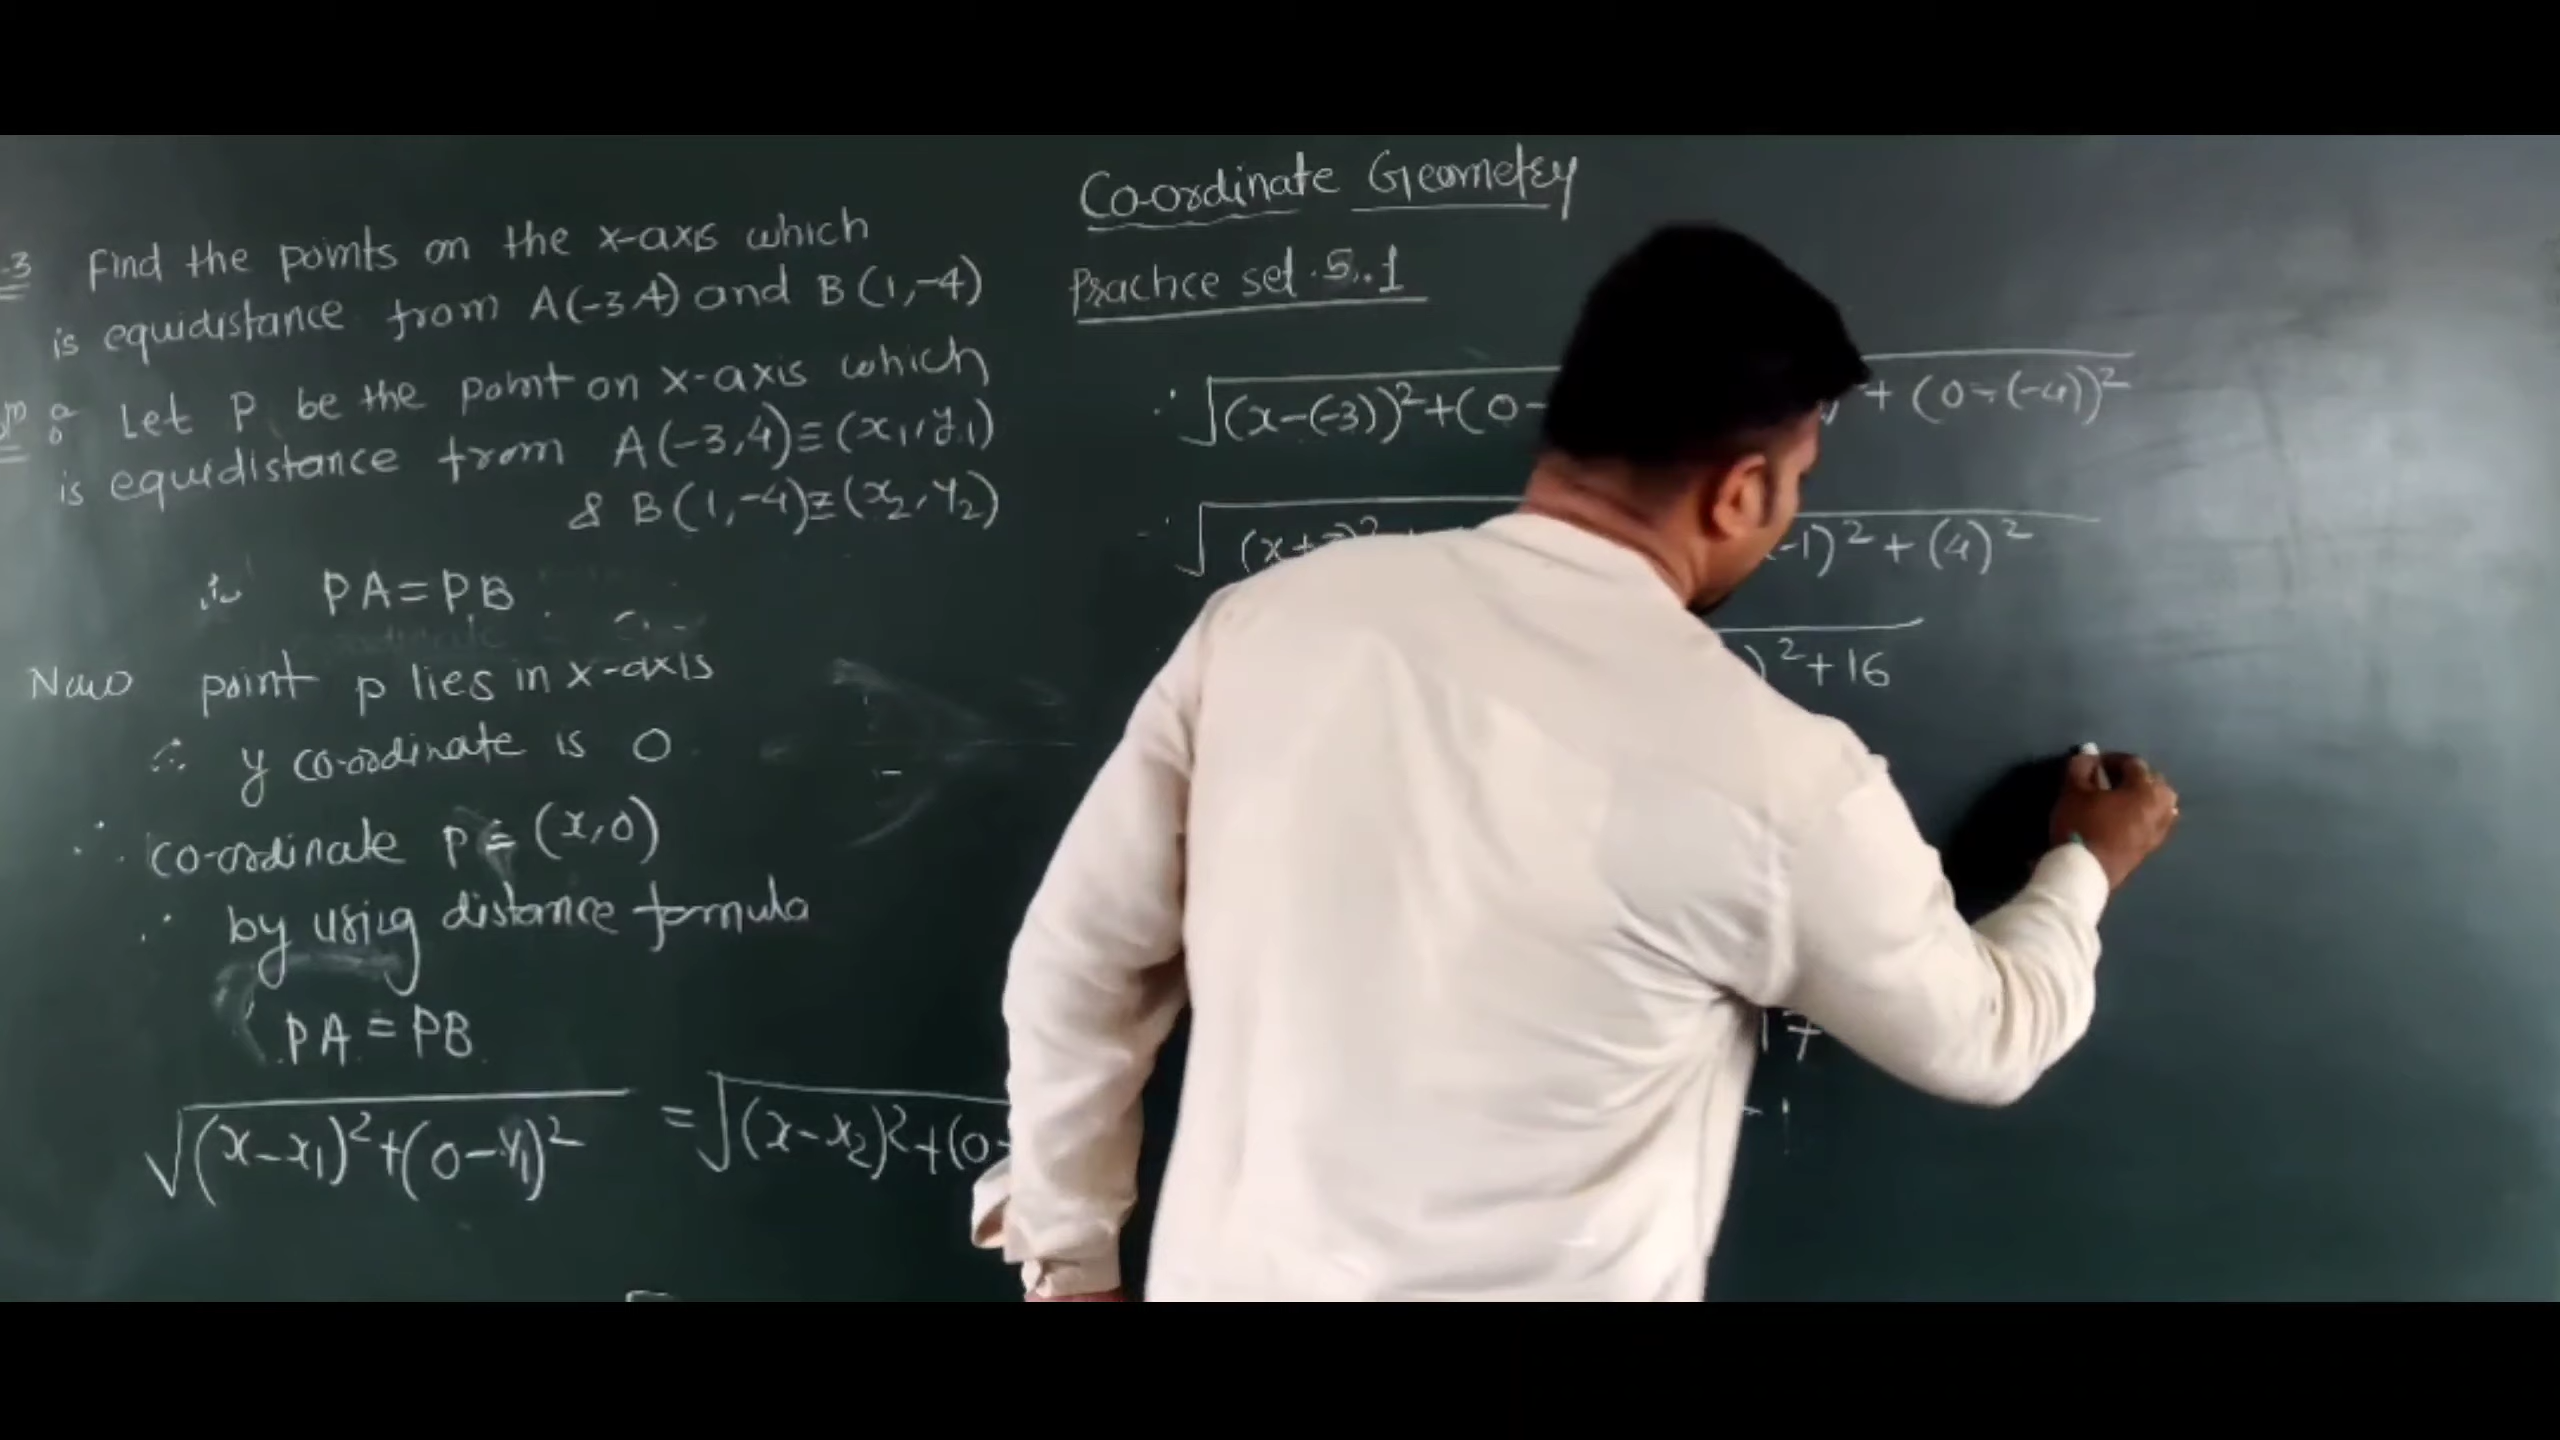 Co-ordinate Geometry
Practice set 5.1
-3 Find the points on the x-axis which
is equidistance from A(-3,4) and B(1,-4)
Let P be the point on x-axis which
is equidistance from A(-3,4)≡(x₁,y₁)
& B(1,-4)≡(x₂,y₂)
PA=PB
Now point p lies in x-axis
∴ y co-ordinate is 0
∴ co-ordinate p = (x,0)
∴ by using distance formula
PA = PB
√(x-x₁)²+(0-y₁)² = √(x-x₂)²+(0-
∴ √(x-(-3))²+(0- + (0-(-4))²
∴ √(x+ -1)²+(4)²
)²+16
17